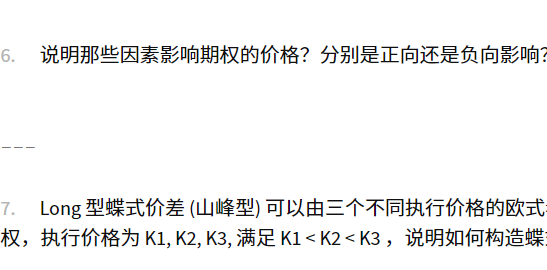 6. 说明那些因素影响期权的价格？分别是正向还是负向影响？
---
7. Long 型蝶式价差 (山峰型) 可以由三个不同执行价格的欧式
权，执行价格为 K1, K2, K3, 满足 K1 < K2 < K3 ，说明如何构造蝶